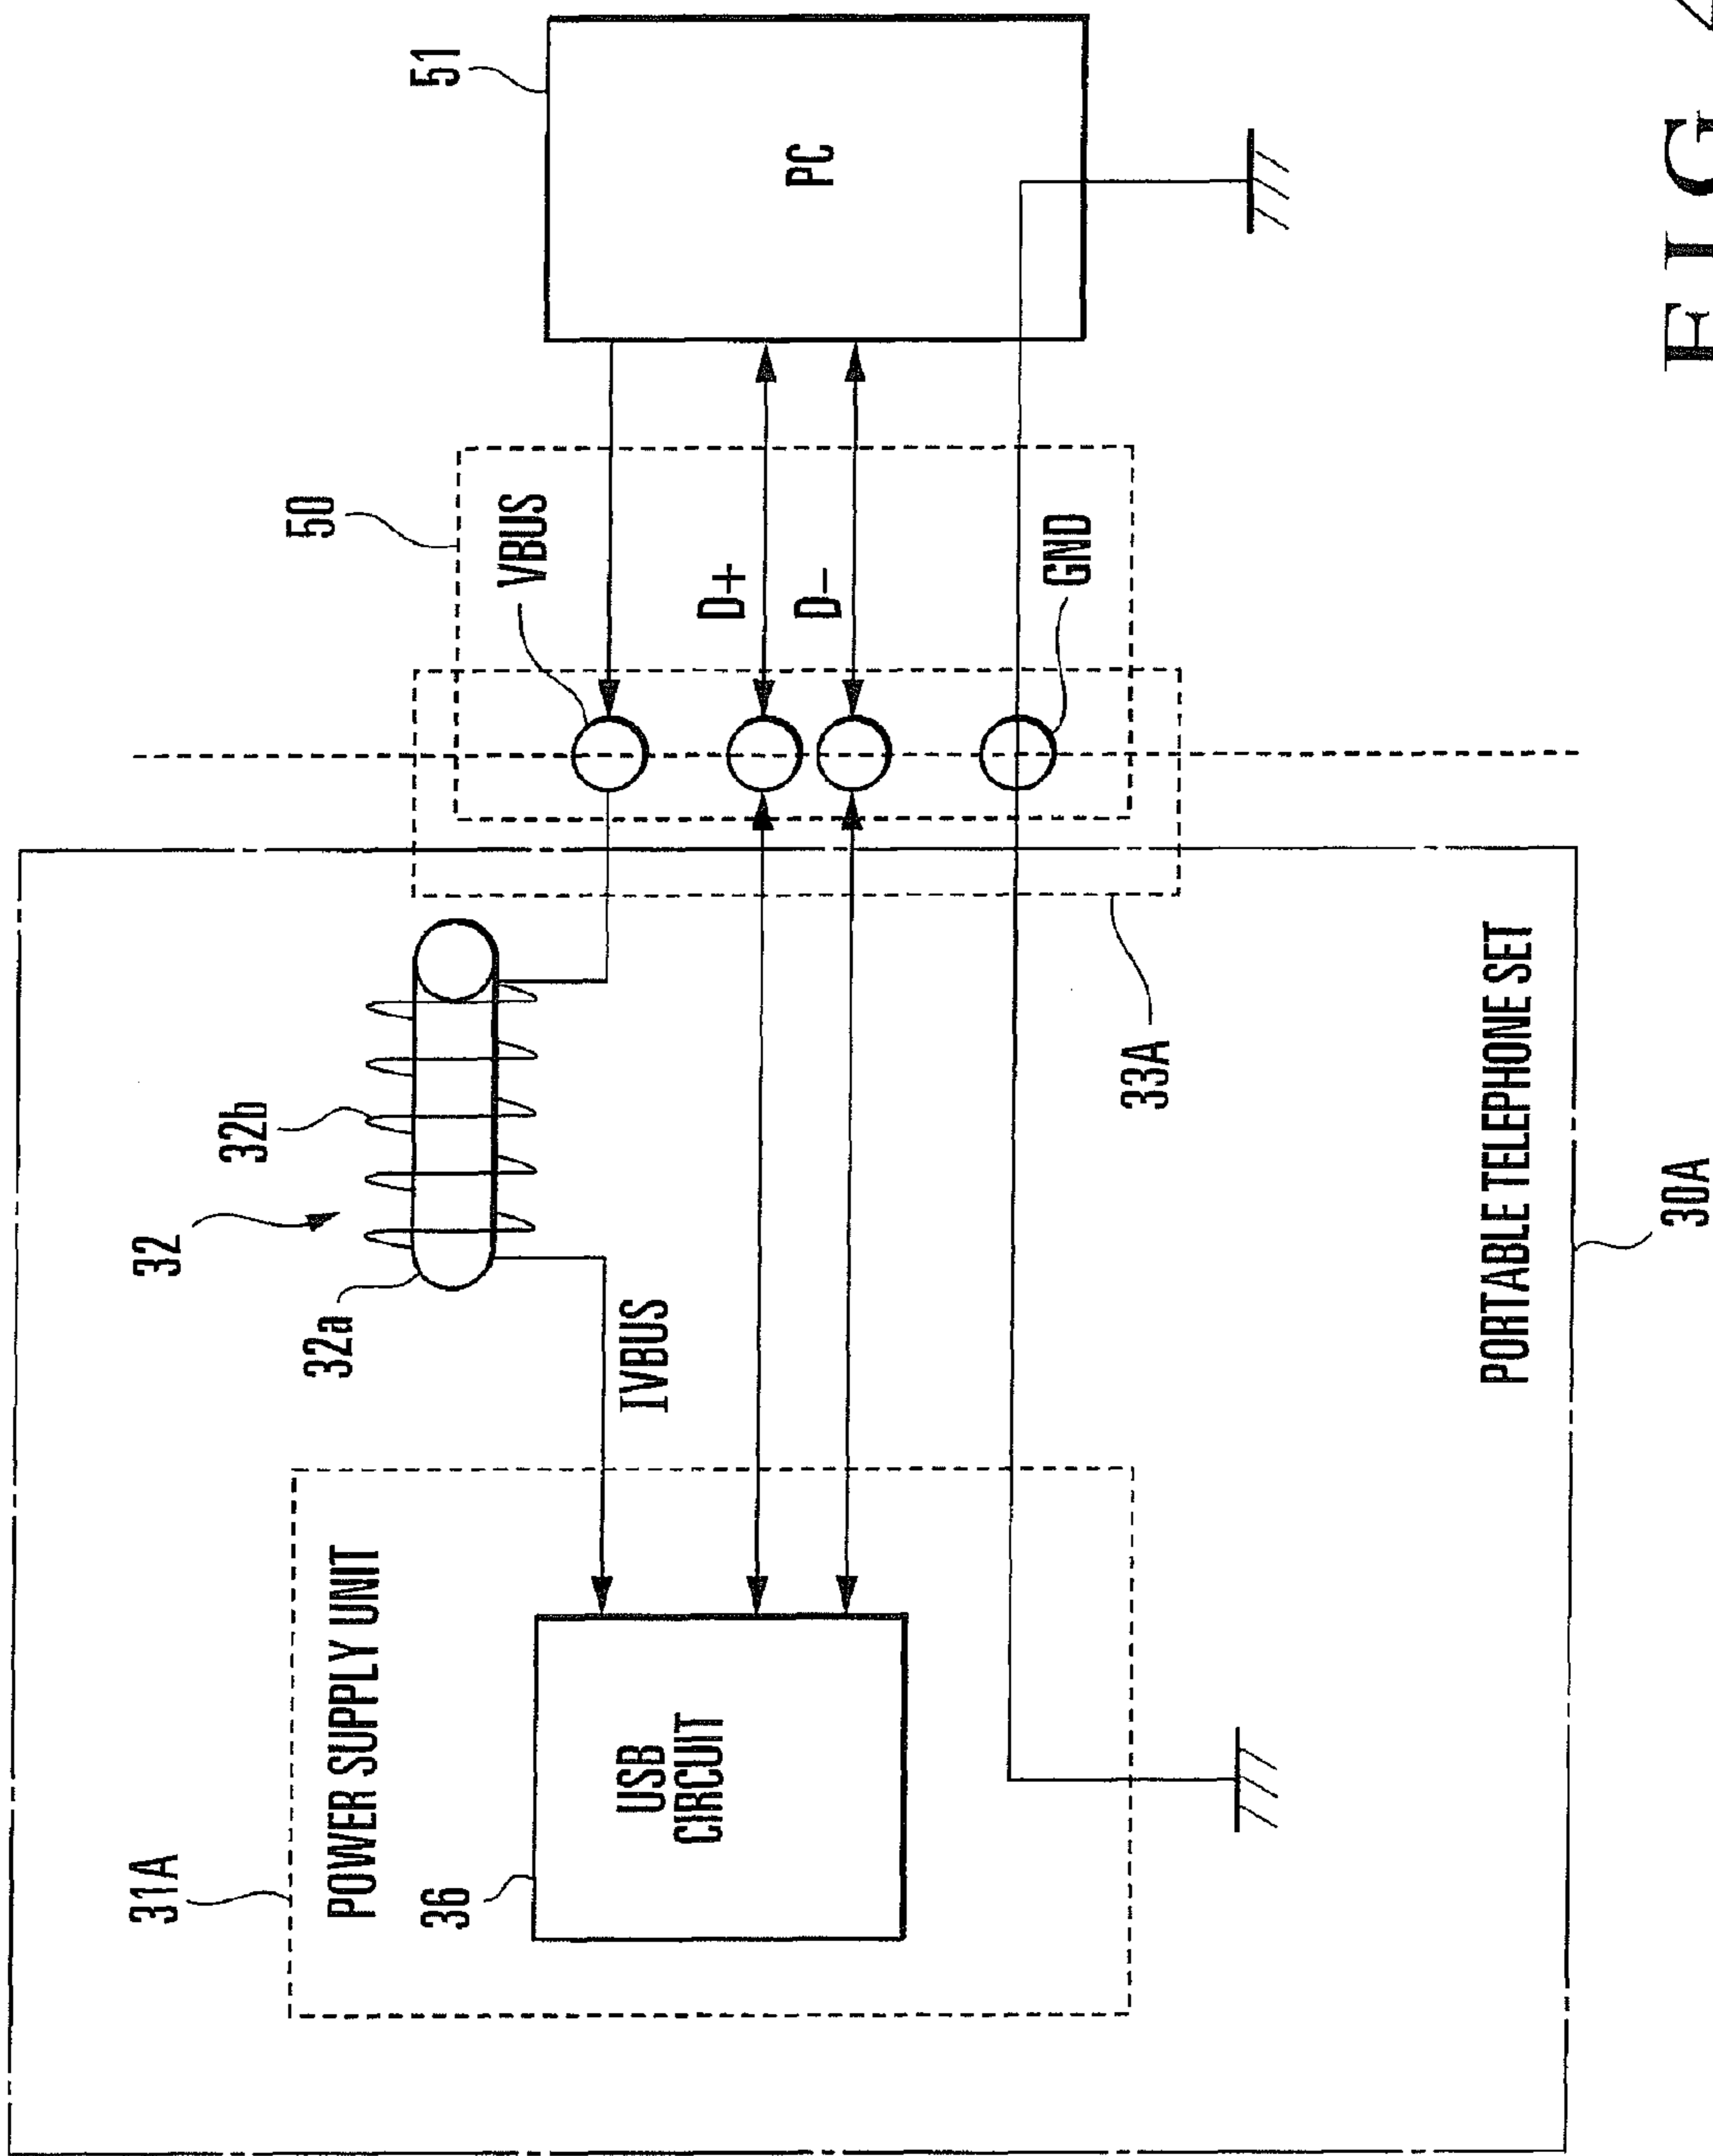 31A
32
32b
50
32a
POWER SUPPLY UNIT
51
36
VBUS
IVBUS
USB
CIRCUIT
D+
PC
D−
GND
33A
PORTABLE TELEPHONE SET
30A
FIG